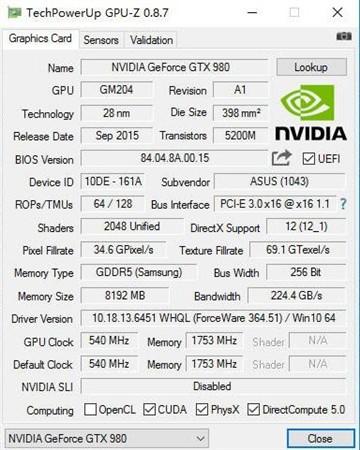 TechPowerUp GPU-Z 0.8.7
Graphics Card Sensors Validation
Name NVIDIA GeForce GTX 980 Lookup
GPU GM204 Revision A1
Technology 28 nm Die Size 398 mm²
Release Date Sep 2015 Transistors 5200M
NVIDIA
BIOS Version 84.04.8A.00.15 UEFI
Device ID 10DE - 161A Subvendor ASUS (1043)
ROPs/TMUs 64 / 128 Bus Interface PCI-E 3.0 x16 @ x16 1.1 ?
Shaders 2048 Unified DirectX Support 12 (12_1)
Pixel Fillrate 34.6 GPixel/s Texture Fillrate 69.1 GTexel/s
Memory Type GDDR5 (Samsung) Bus Width 256 Bit
Memory Size 8192 MB Bandwidth 224.4 GB/s
Driver Version 10.18.13.6451 WHQL (ForceWare 364.51) / Win10 64
GPU Clock 540 MHz Memory 1753 MHz Shader N/A
Default Clock 540 MHz Memory 1753 MHz Shader N/A
NVIDIA SLI Disabled
Computing OpenCL CUDA PhysX DirectCompute 5.0
NVIDIA GeForce GTX 980 Close